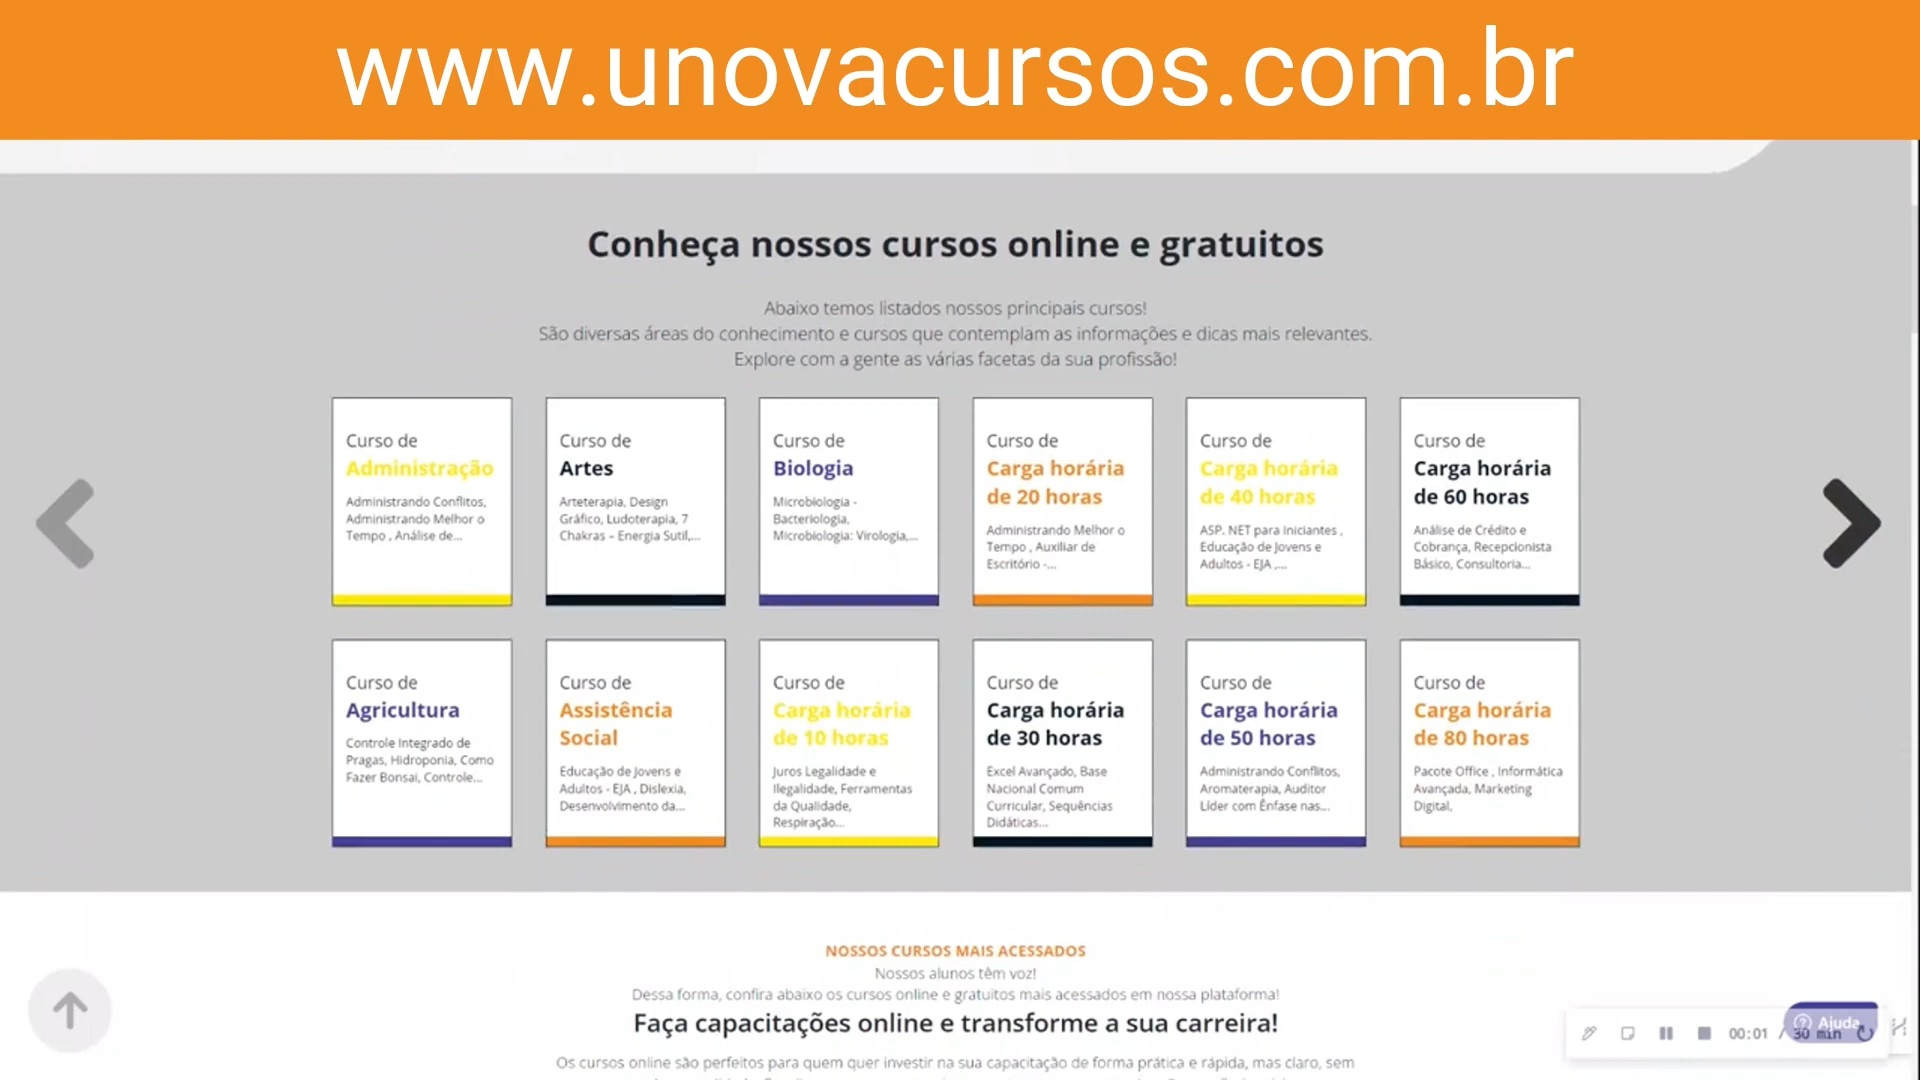 www.unovacursos.com.br
Conheça nossos cursos online e gratuitos
Abaixo temos listados nossos principais cursos!
São diversas áreas do conhecimento e cursos que contemplam as informações e dicas mais relevantes.
Explore com a gente as várias facetas da sua profissão!
Curso de
Administração
Administrando Conflitos,
Administrando Melhor o
Tempo , Análise de...
Curso de
Artes
Arteterapia, Design
Gráfico, Ludoterapia, 7
Chakras – Energia Sutil,...
Curso de
Biologia
Microbiologia -
Bacteriologia,
Microbiologia: Virologia,...
Curso de
Carga horária
de 20 horas
Administrando Melhor o
Tempo , Auxiliar de
Escritório -...
Curso de
Carga horária
de 40 horas
ASP. NET para Iniciantes ,
Educação de Jovens e
Adultos - EJA ,...
Curso de
Carga horária
de 60 horas
Análise de Crédito e
Cobrança, Recepcionista
Básico, Consultoria...
Curso de
Agricultura
Controle Integrado de
Pragas, Hidroponia, Como
Fazer Bonsai, Controle...
Curso de
Assistência
Social
Educação de Jovens e
Adultos - EJA , Dislexia,
Desenvolvimento da...
Curso de
Carga horária
de 10 horas
Juros Legalidade e
Ilegalidade, Ferramentas
da Qualidade,
Respiração...
Curso de
Carga horária
de 30 horas
Excel Avançado, Base
Nacional Comum
Curricular, Sequências
Didáticas...
Curso de
Carga horária
de 50 horas
Administrando Conflitos,
Aromaterapia, Auditor
Líder com Ênfase nas...
Curso de
Carga horária
de 80 horas
Pacote Office , Informática
Avançada, Marketing
Digital,
NOSSOS CURSOS MAIS ACESSADOS
Nossos alunos têm voz!
Dessa forma, confira abaixo os cursos online e gratuitos mais acessados em nossa plataforma!
Faça capacitações online e transforme a sua carreira!
Os cursos online são perfeitos para quem quer investir na sua capacitação de forma prática e rápida, mas claro, sem
Ajuda
00:01 / 30 min